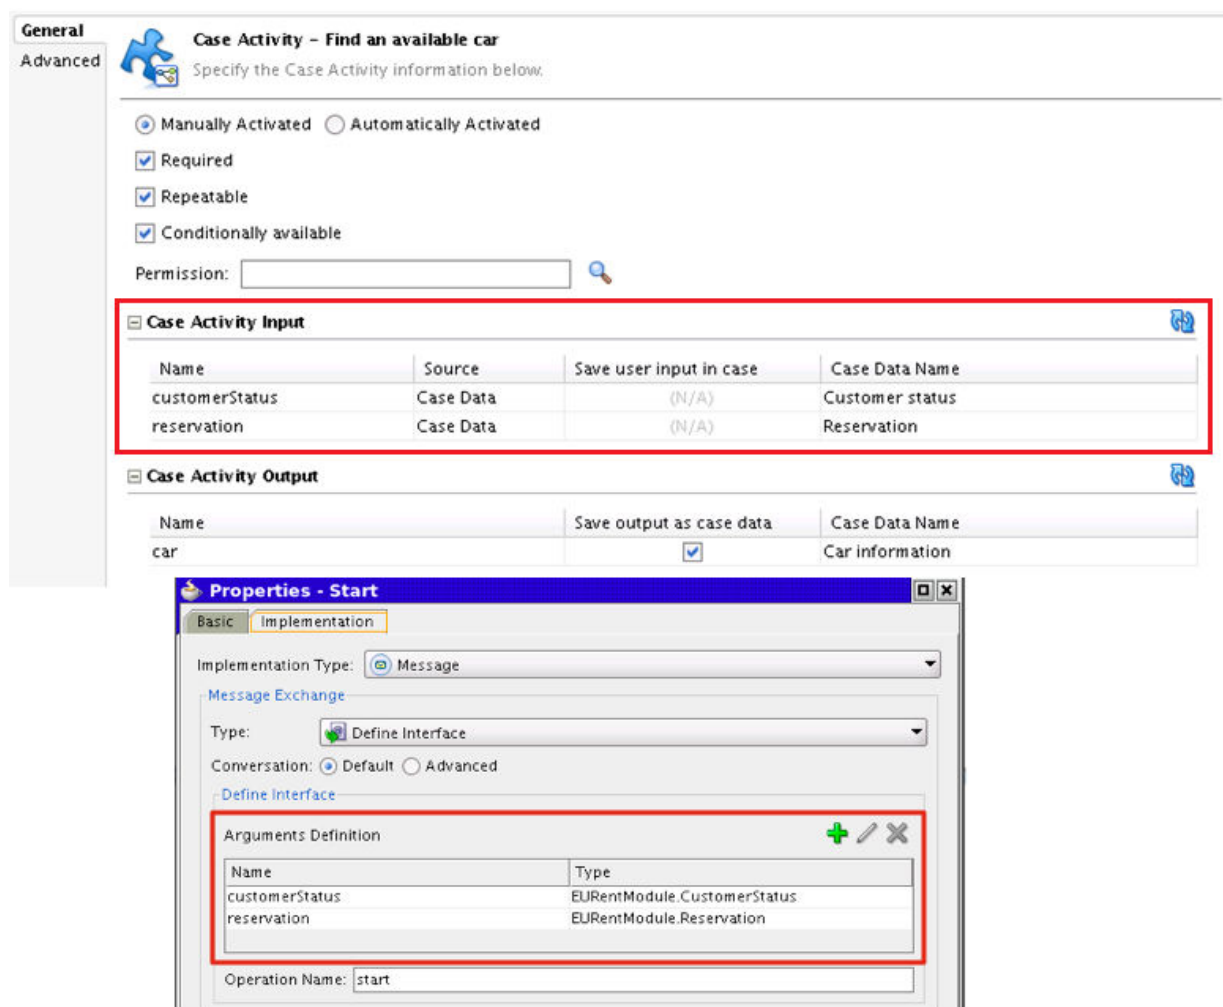 General
Advanced
Case Activity – Find an available car
Specify the Case Activity information below.
Manually Activated Automatically Activated
Required
Repeatable
Conditionally available
Permission:
Case Activity Input
Name Source Save user input in case Case Data Name
customerStatus Case Data (N/A) Customer status
reservation Case Data (N/A) Reservation
Case Activity Output
Name Save output as case data Case Data Name
car Car information
Properties - Start
Basic Implementation
Implementation Type: Message
Message Exchange
Type: Define Interface
Conversation: Default Advanced
Define Interface
Arguments Definition
Name Type
customerStatus EURentModule.CustomerStatus
reservation EURentModule.Reservation
Operation Name: start